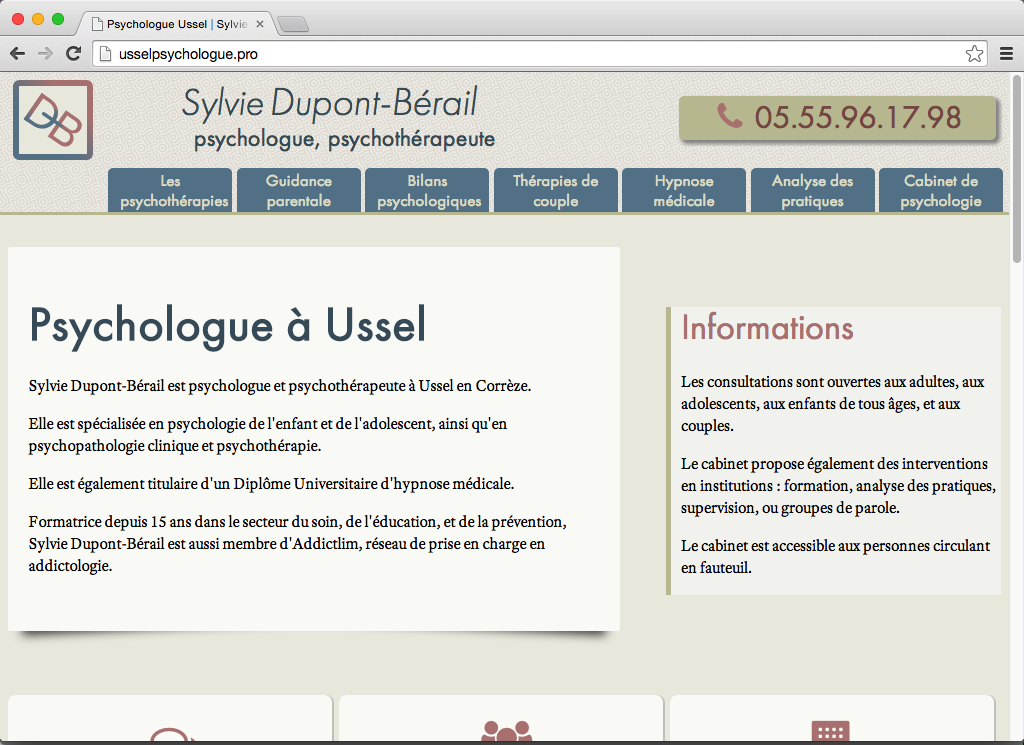 Psychologue Ussel | Sylvie
usselpsychologue.pro
DB
Sylvie Dupont-Bérail
psychologue, psychothérapeute
05.55.96.17.98
Les
psychothérapies
Guidance
parentale
Bilans
psychologiques
Thérapies de
couple
Hypnose
médicale
Analyse des
pratiques
Cabinet de
psychologie
Psychologue à Ussel
Sylvie Dupont-Bérail est psychologue et psychothérapeute à Ussel en Corrèze.
Elle est spécialisée en psychologie de l'enfant et de l'adolescent, ainsi qu'en
psychopathologie clinique et psychothérapie.
Elle est également titulaire d'un Diplôme Universitaire d'hypnose médicale.
Formatrice depuis 15 ans dans le secteur du soin, de l'éducation, et de la prévention,
Sylvie Dupont-Bérail est aussi membre d'Addictlim, réseau de prise en charge en
addictologie.
Informations
Les consultations sont ouvertes aux adultes, aux
adolescents, aux enfants de tous âges, et aux
couples.
Le cabinet propose également des interventions
en institutions : formation, analyse des pratiques,
supervision, ou groupes de parole.
Le cabinet est accessible aux personnes circulant
en fauteuil.